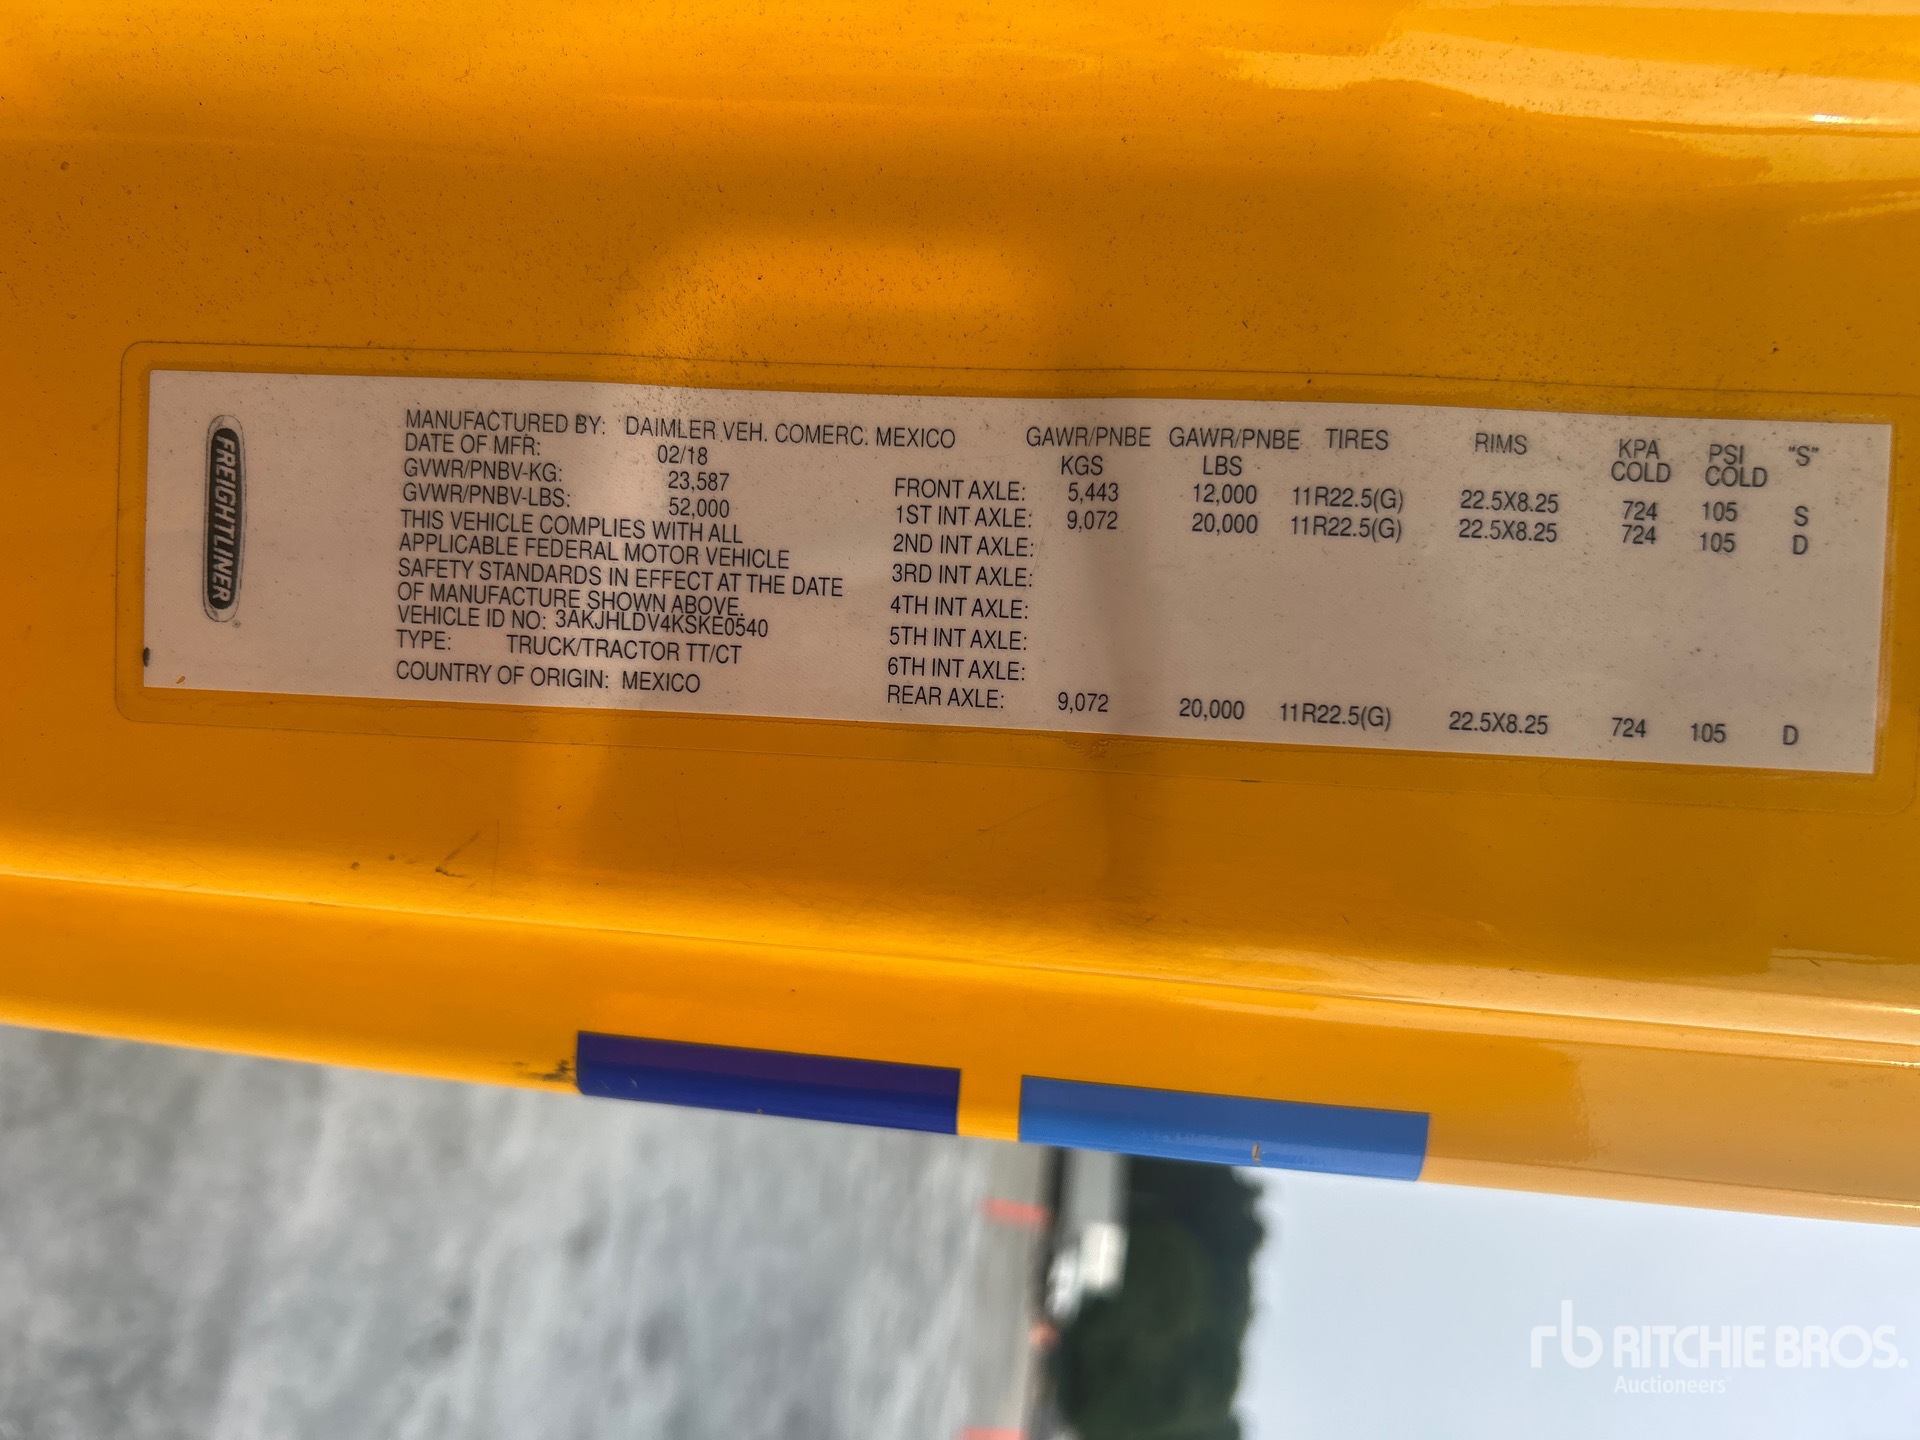 FREIGHTLINER
MANUFACTURED BY: DAIMLER VEH. COMERC. MEXICO
DATE OF MFR: 02/18
GVWR/PNBV-KG: 23,587
GVWR/PNBV-LBS: 52,000
THIS VEHICLE COMPLIES WITH ALL
APPLICABLE FEDERAL MOTOR VEHICLE
SAFETY STANDARDS IN EFFECT AT THE DATE
OF MANUFACTURE SHOWN ABOVE.
VEHICLE ID NO: 3AKJHLDV4KSKE0540
TYPE: TRUCK/TRACTOR TT/CT
COUNTRY OF ORIGIN: MEXICO
GAWR/PNBE GAWR/PNBE TIRES RIMS KPA PSI "S"
KGS LBS COLD COLD
FRONT AXLE: 5,443 12,000 11R22.5(G) 22.5X8.25 724 105 S
1ST INT AXLE: 9,072 20,000 11R22.5(G) 22.5X8.25 724 105 D
2ND INT AXLE:
3RD INT AXLE:
4TH INT AXLE:
5TH INT AXLE:
6TH INT AXLE:
REAR AXLE: 9,072 20,000 11R22.5(G) 22.5X8.25 724 105 D
rb RITCHIE BROS.
Auctioneers